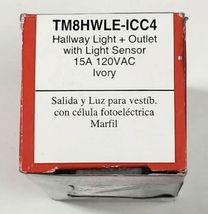 TM8HWLE-ICC4
Hallway Light + Outlet
with Light Sensor
15A 120VAC
Ivory
Salida y Luz para vestíb.
con célula fotoeléctrica
Marfil